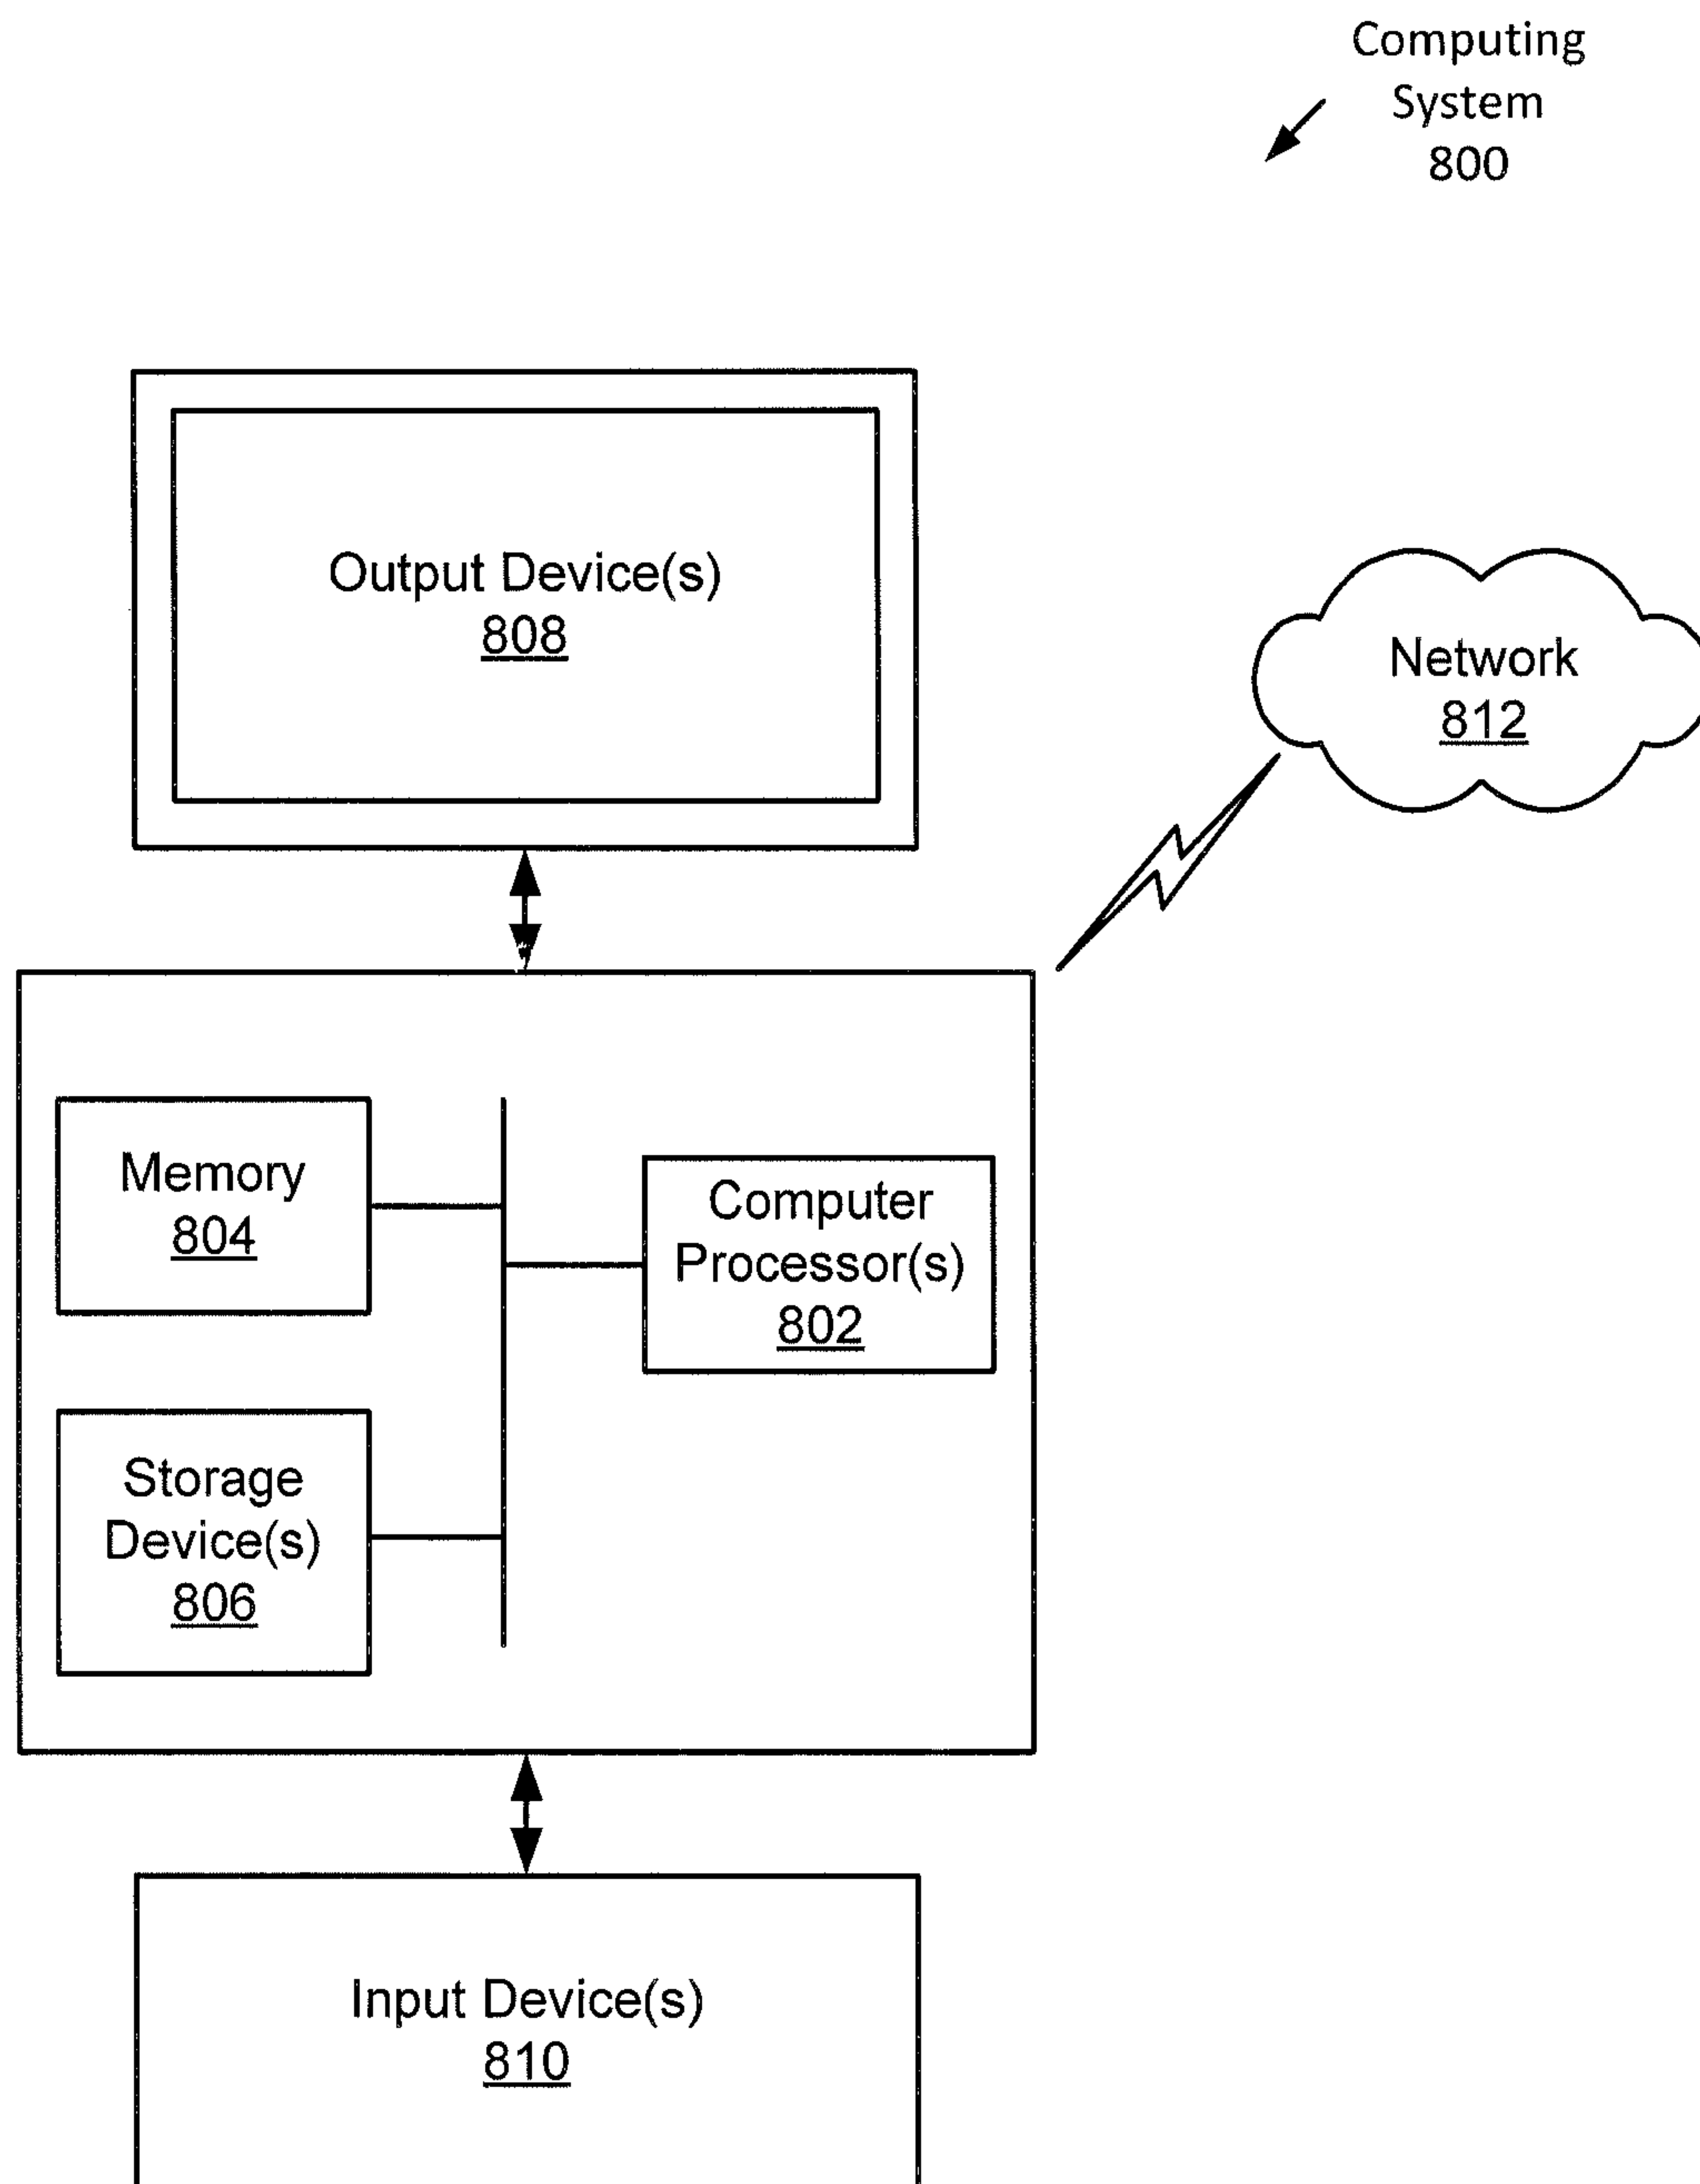 Computing
System
800
Output Device(s)
808
Network
812
Memory
804
Computer
Processor(s)
802
Storage
Device(s)
806
Input Device(s)
810